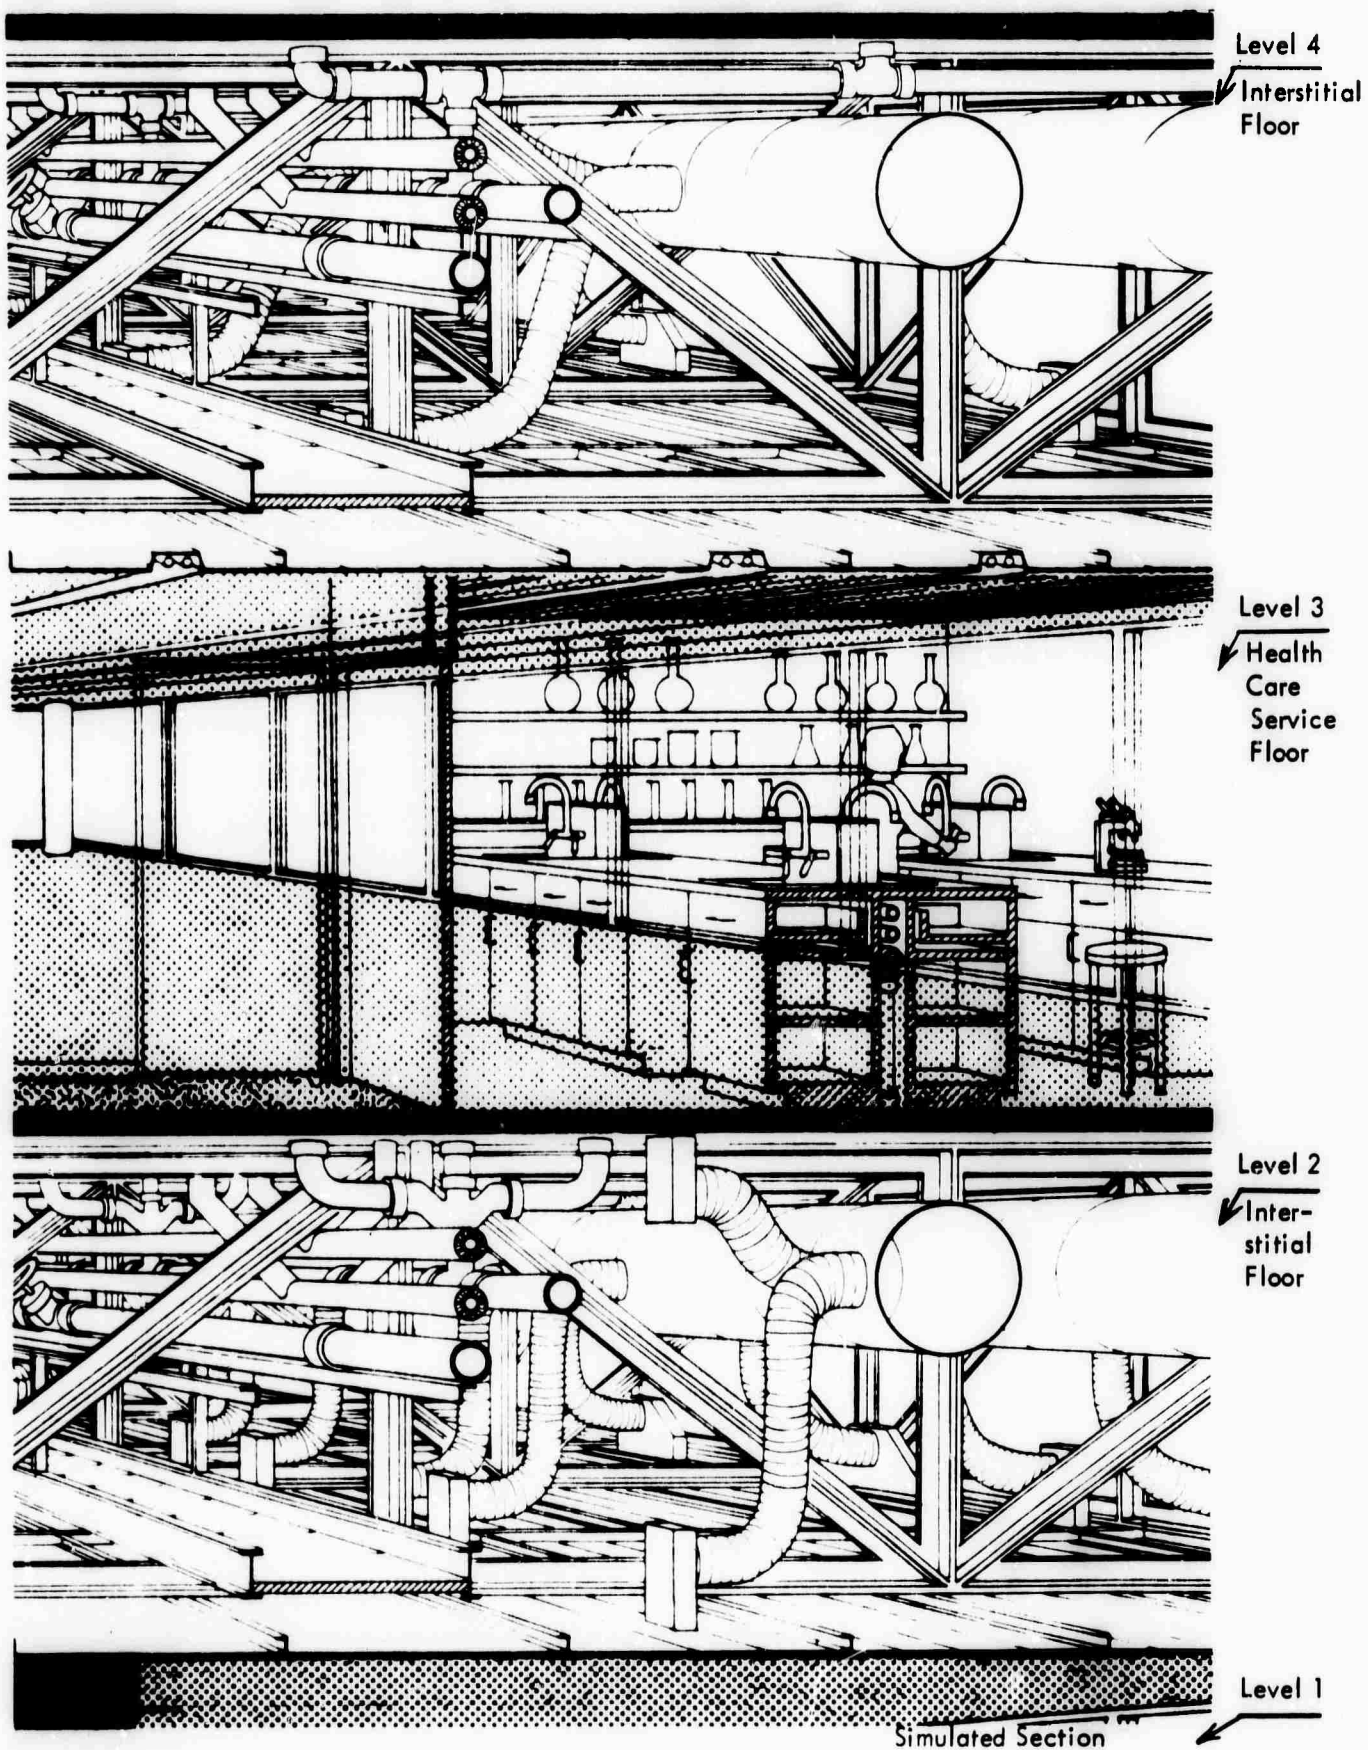 Level 4
Interstitial
Floor
Level 3
Health
Care
Service
Floor
Level 2
Inter-
stitial
Floor
Level 1
Simulated Section